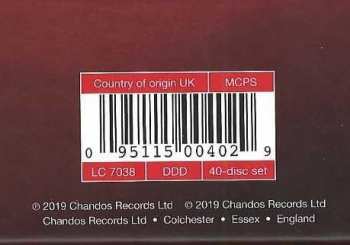 Country of origin UK MCPS
0 95115 00402 9
LC 7038 DDD 40-disc set
℗ 2019 Chandos Records Ltd © 2019 Chandos Records Ltd
Chandos Records Ltd • Colchester • Essex • England